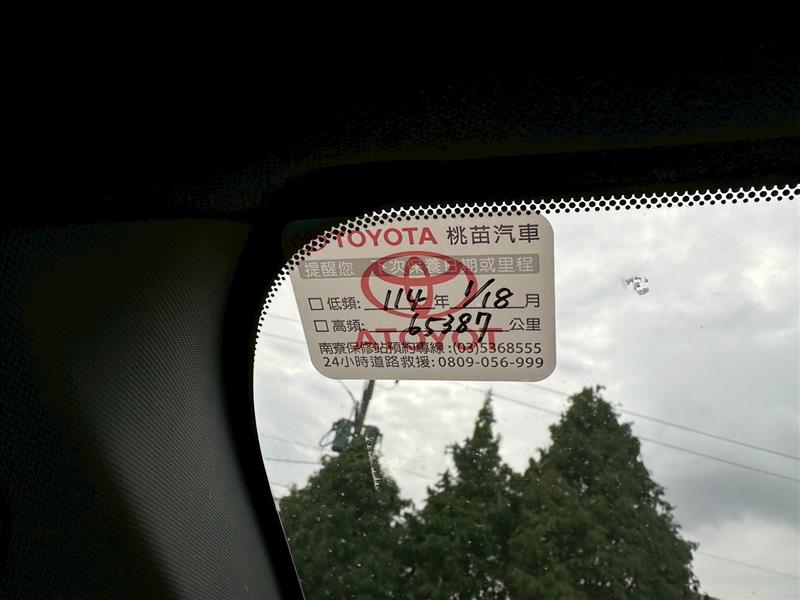 TOYOTA 桃苗汽車
提醒您 下次保養日期或里程
□低頻: 114 年 1/18 月
□高頻: 65387 公里
TOYOTA
南寮保修站預約專線:(03)5368555
24小時道路救援:0809-056-999